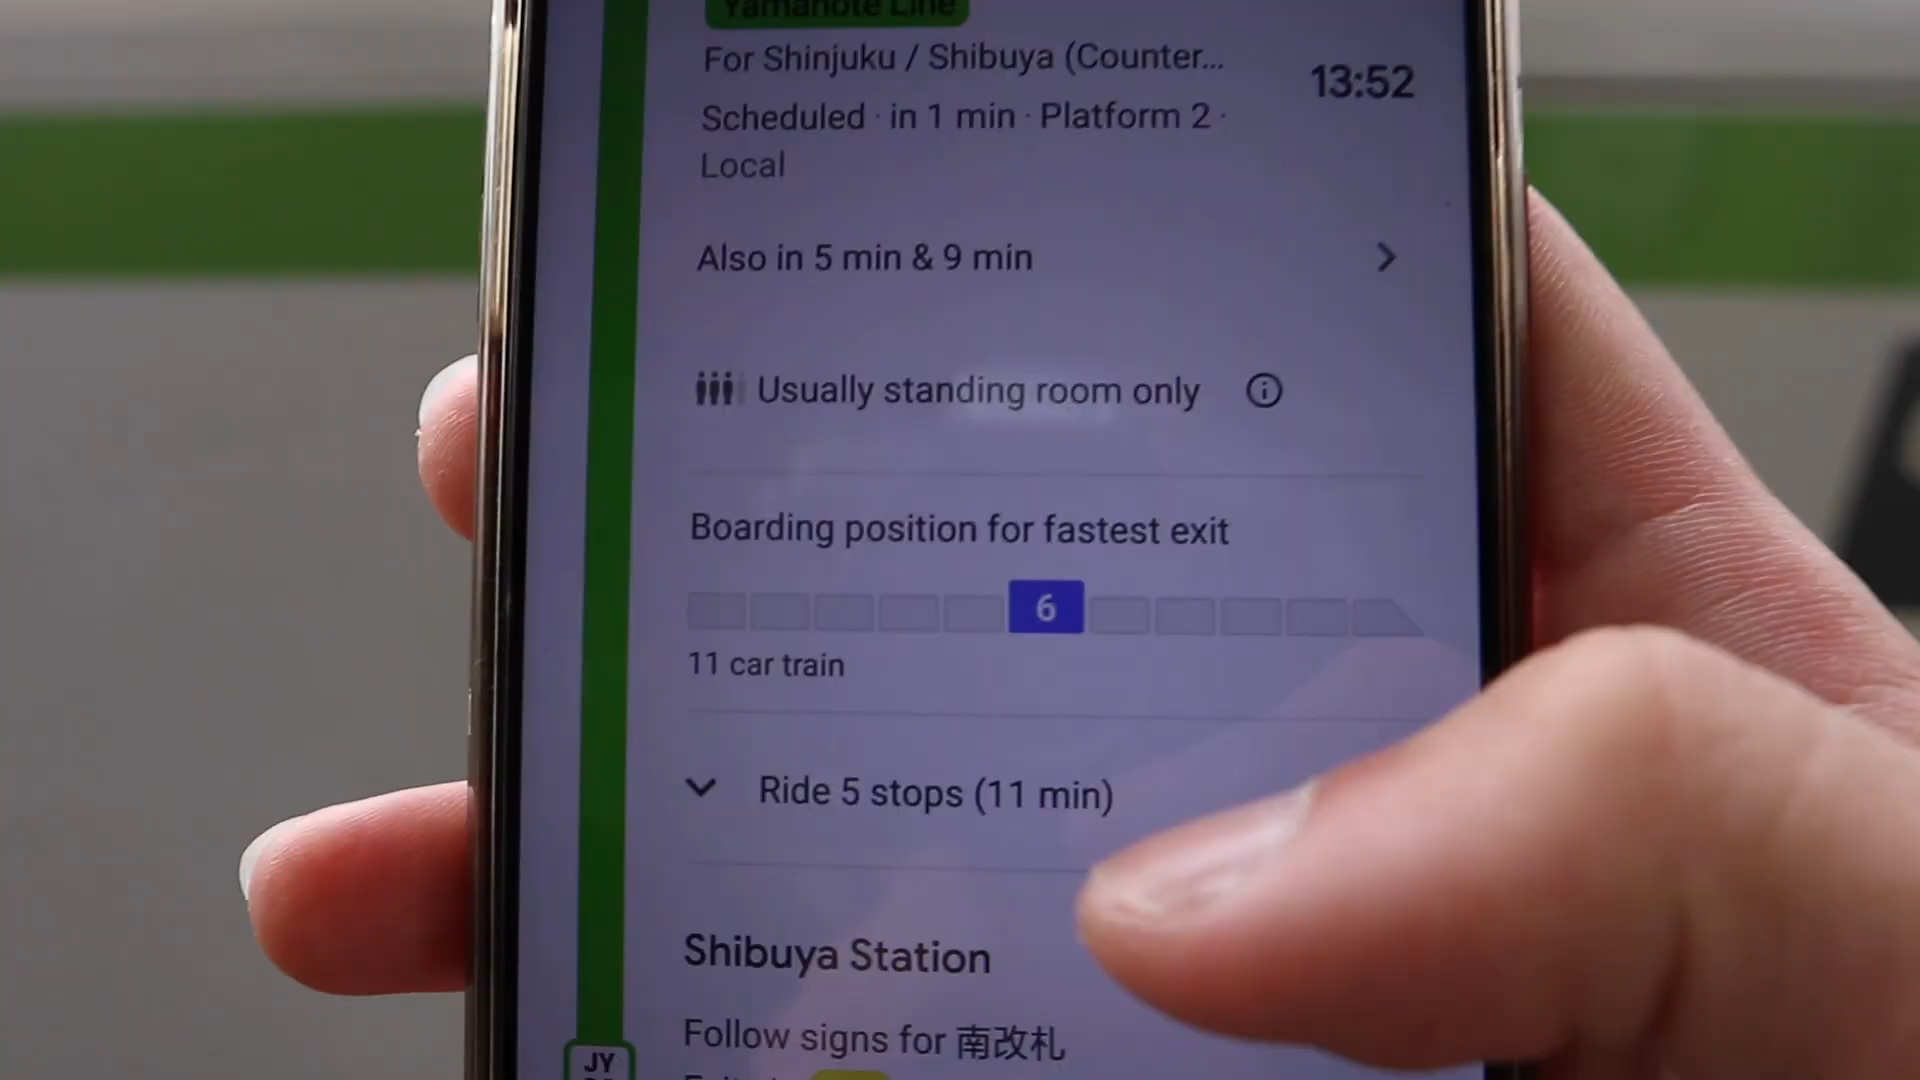 Yamanote Line
For Shinjuku / Shibuya (Counter...
13:52
Scheduled · in 1 min · Platform 2 ·
Local
Also in 5 min & 9 min
Usually standing room only
Boarding position for fastest exit
6
11 car train
Ride 5 stops (11 min)
Shibuya Station
Follow signs for 南改札
JY